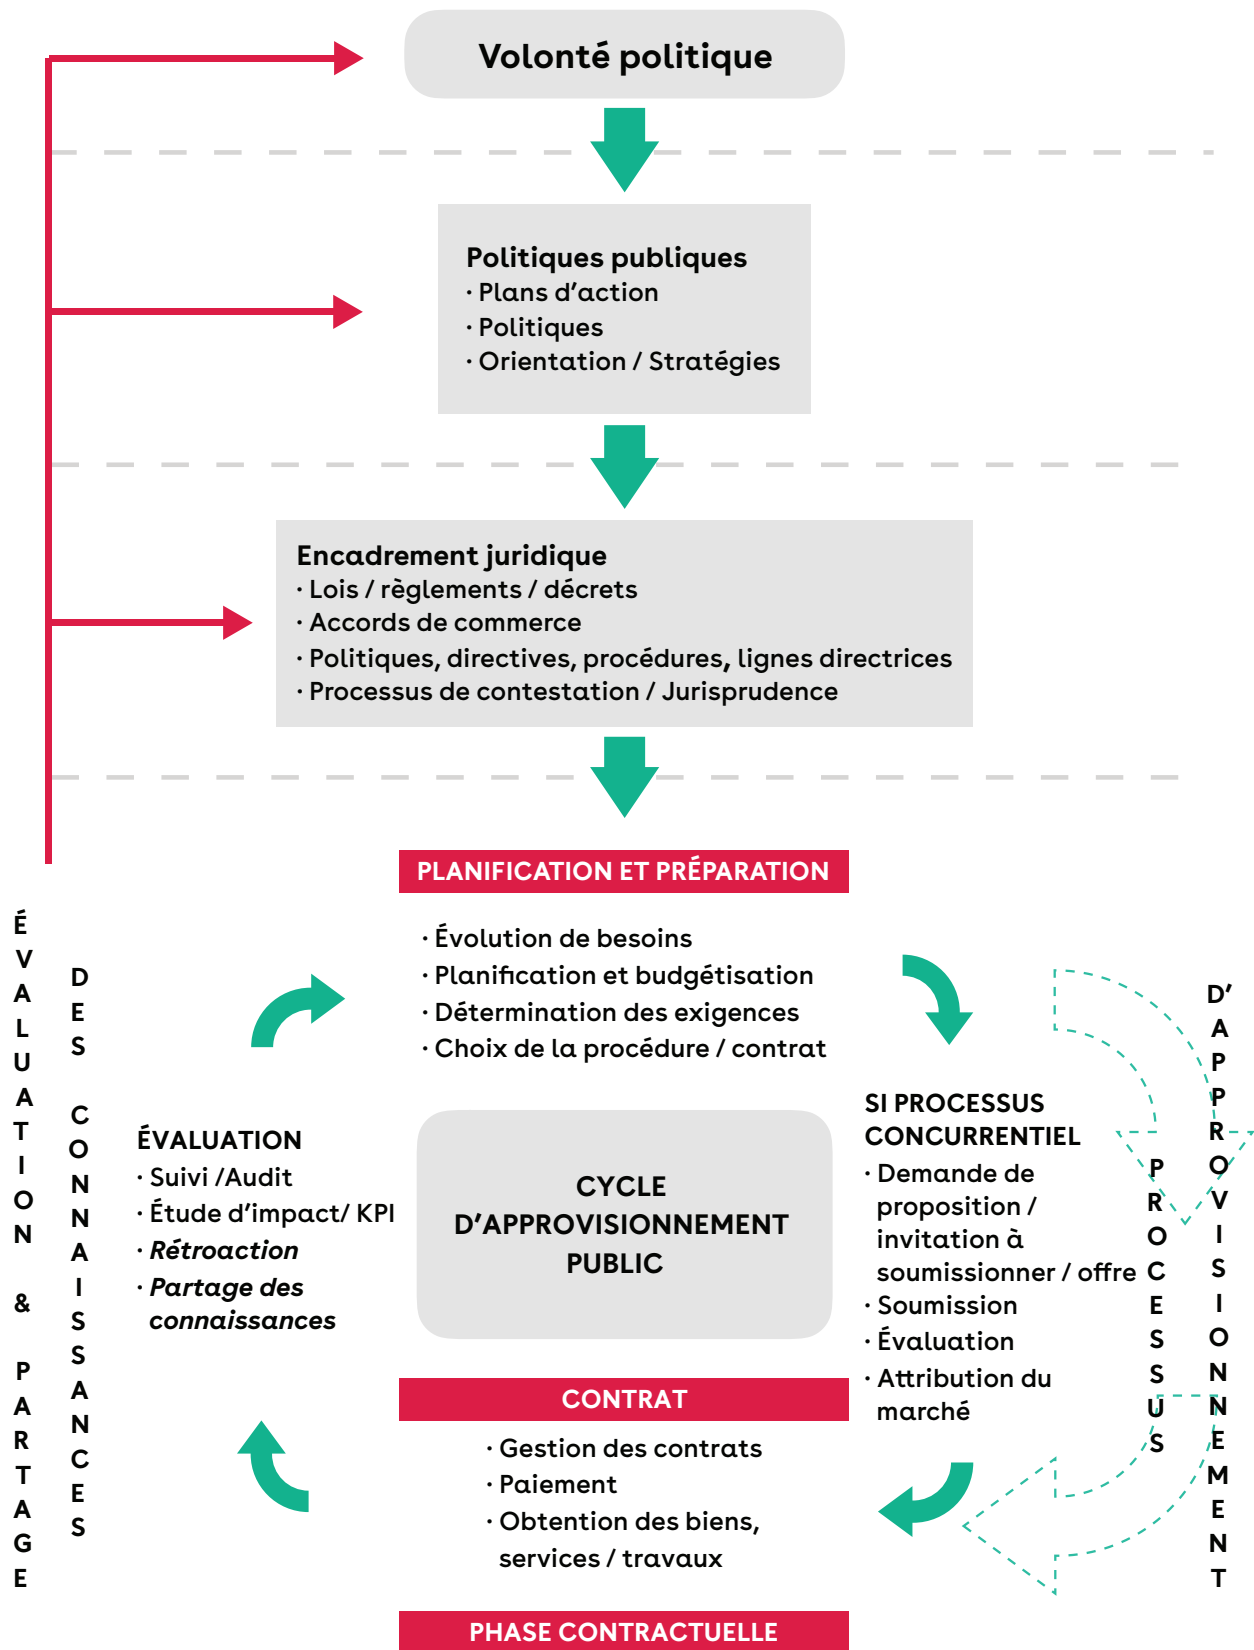 Volonté politique
Politiques publiques
· Plans d’action
· Politiques
· Orientation / Stratégies
Encadrement juridique
· Lois / règlements / décrets
· Accords de commerce
· Politiques, directives, procédures, lignes directrices
· Processus de contestation / Jurisprudence
PLANIFICATION ET PRÉPARATION
· Évolution de besoins
· Planification et budgétisation
· Détermination des exigences
· Choix de la procédure / contrat
SI PROCESSUS
CONCURRENTIEL
· Demande de
proposition /
invitation à
soumissionner / offre
· Soumission
· Évaluation
· Attribution du
marché
PROCESSUS
D’APPROVISIONNEMENT
CYCLE
D’APPROVISIONNEMENT
PUBLIC
CONTRAT
· Gestion des contrats
· Paiement
· Obtention des biens,
services / travaux
PHASE CONTRACTUELLE
ÉVALUATION
· Suivi /Audit
· Étude d’impact/ KPI
· Rétroaction
· Partage des
connaissances
ÉVALUATION & PARTAGE
DES CONNAISSANCES